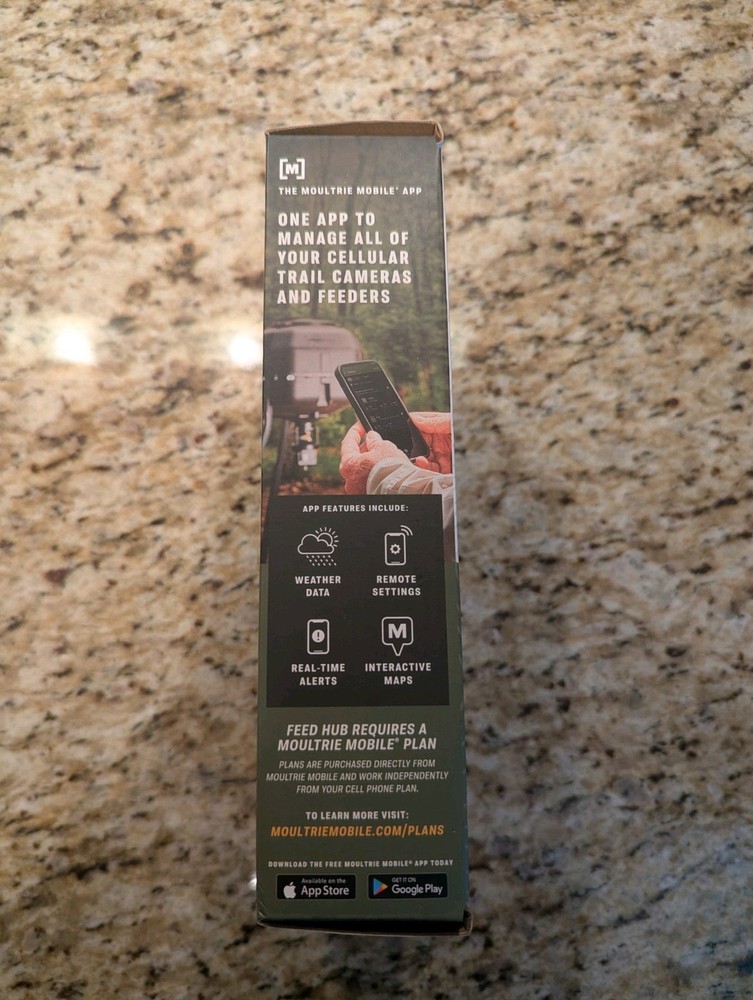 [M]
THE MOULTRIE MOBILE® APP
ONE APP TO
MANAGE ALL OF
YOUR CELLULAR
TRAIL CAMERAS
AND FEEDERS
APP FEATURES INCLUDE:
WEATHER
DATA
REMOTE
SETTINGS
M
REAL-TIME
ALERTS
INTERACTIVE
MAPS
FEED HUB REQUIRES A
MOULTRIE MOBILE® PLAN
PLANS ARE PURCHASED DIRECTLY FROM
MOULTRIE MOBILE AND WORK INDEPENDENTLY
FROM YOUR CELL PHONE PLAN.
TO LEARN MORE VISIT:
MOULTRIEMOBILE.COM/PLANS
DOWNLOAD THE FREE MOULTRIE MOBILE® APP TODAY
Available on the
App Store
GET IT ON
Google Play